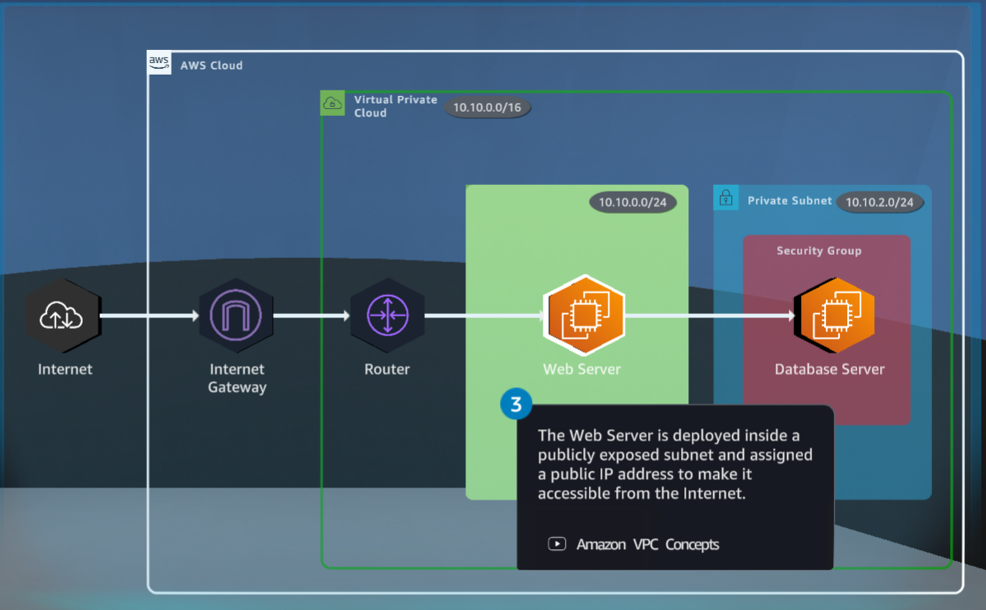 aws
AWS Cloud
Virtual Private
Cloud
10.10.0.0/16
10.10.0.0/24
Private Subnet
10.10.2.0/24
Security Group
Internet
Internet
Gateway
Router
Web Server
Database Server
3
The Web Server is deployed inside a
publicly exposed subnet and assigned
a public IP address to make it
accessible from the Internet.
Amazon VPC Concepts